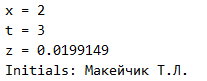 x = 2
t = 3
z = 0.0199149
Initials: Макейчик Т.Л.